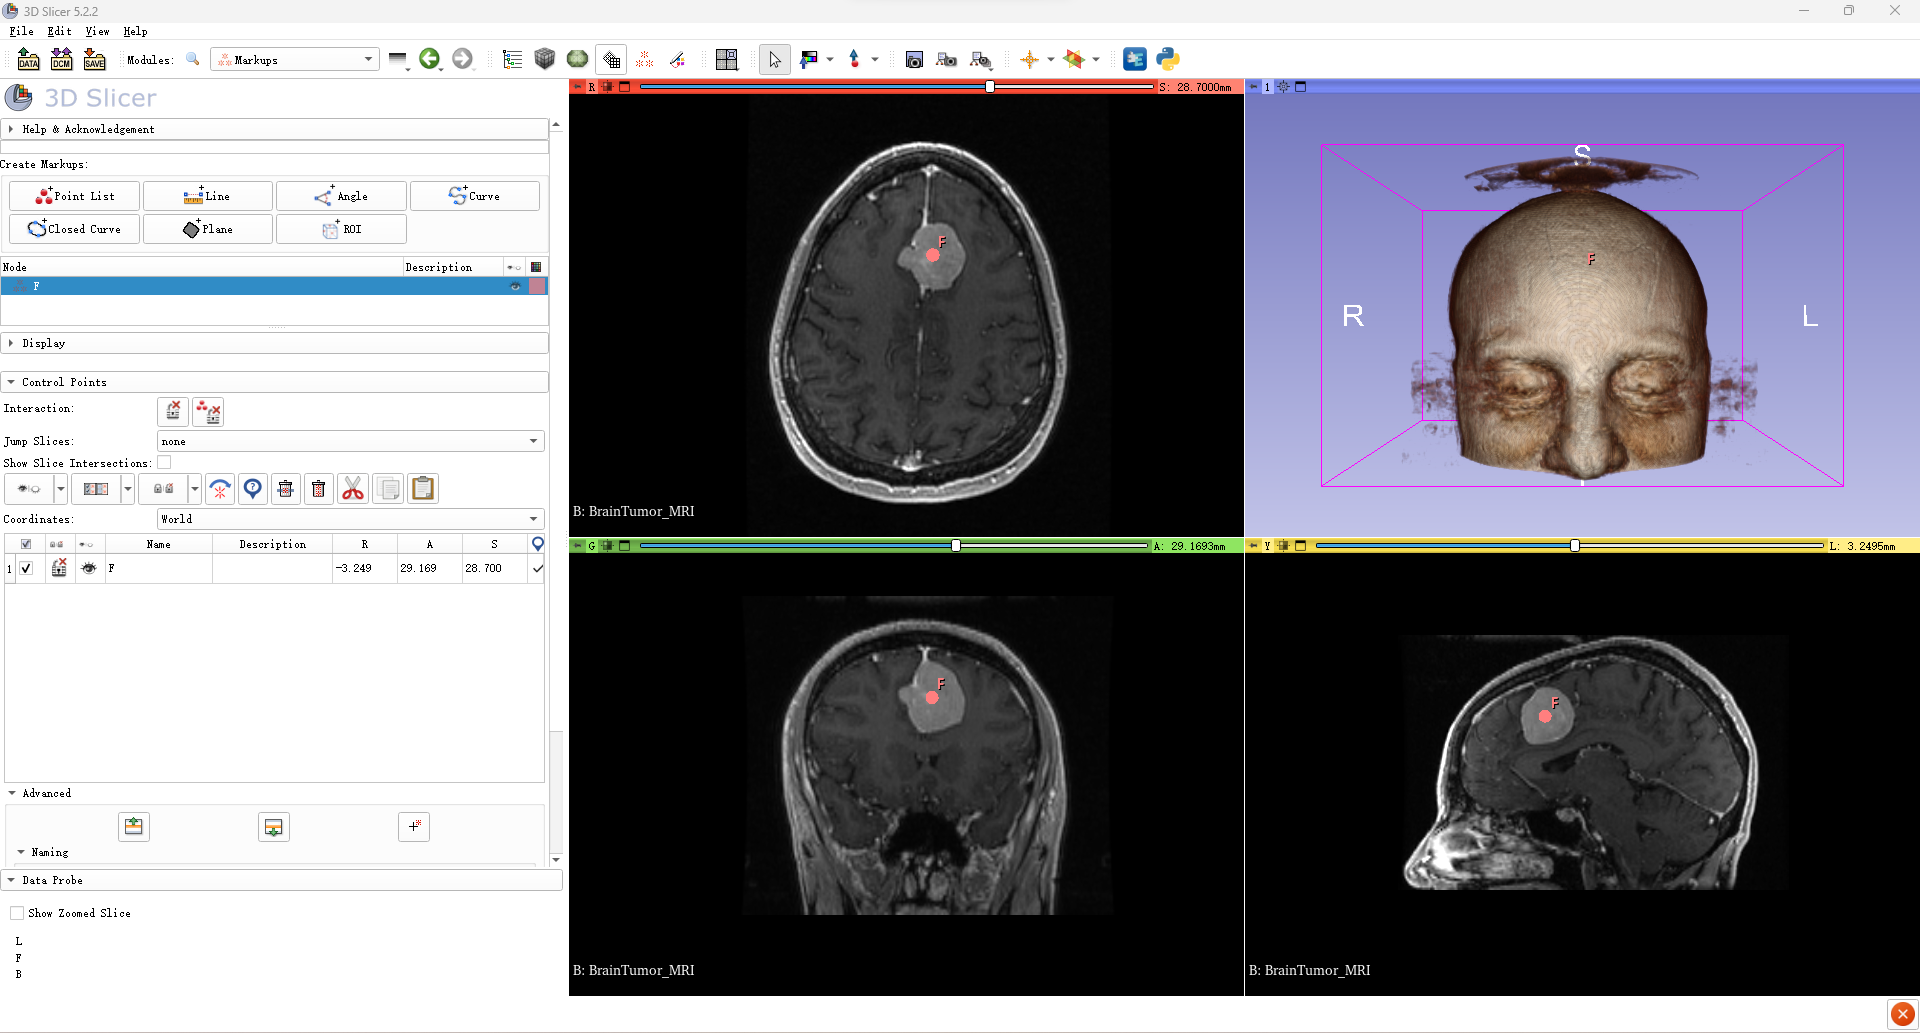 3D Slicer 5.2.2
File Edit View Help
DATA DCM SAVE Modules: Markups
3D Slicer
Help & Acknowledgement
Create Markups:
Point List Line Angle Curve
Closed Curve Plane ROI
Node Description
F
Display
Control Points
Interaction:
Jump Slices: none
Show Slice Intersections:
Coordinates: World
Name Description R A S
1 F -3.249 29.169 28.700
Advanced
Naming
Data Probe
Show Zoomed Slice
L
F
B
R S: 28.7000mm
F
B: BrainTumor_MRI
1
S
F
R L
G A: 29.1693mm
F
B: BrainTumor_MRI
Y L: 3.2495mm
F
B: BrainTumor_MRI